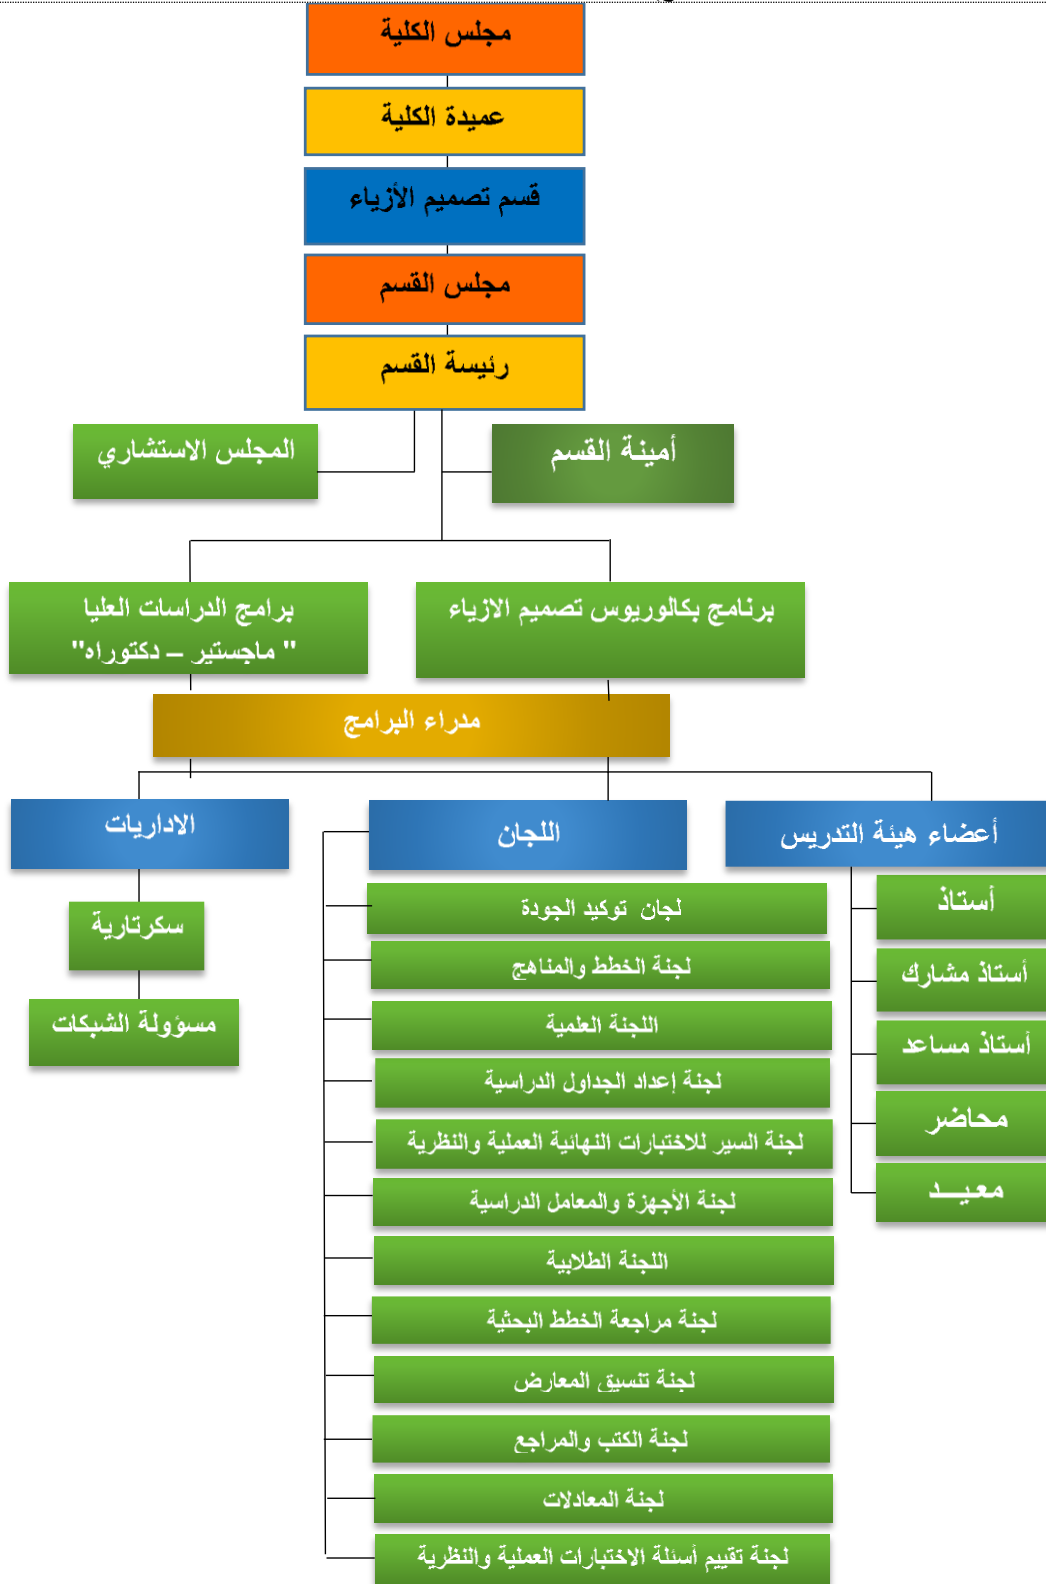 مجلس الكلية
عميدة الكلية
قسم تصميم الأزياء
مجلس القسم
رئيسة القسم
أمينة القسم
المجلس الاستشاري
برنامج بكالوريوس تصميم الازياء
برامج الدراسات العليا
" ماجستير – دكتوراه"
مدراء البرامج
أعضاء هيئة التدريس
أستاذ
أستاذ مشارك
أستاذ مساعد
محاضر
معيـــد
اللجان
لجان توكيد الجودة
لجنة الخطط والمناهج
اللجنة العلمية
لجنة إعداد الجداول الدراسية
لجنة السير للاختبارات النهائية العملية والنظرية
لجنة الأجهزة والمعامل الدراسية
اللجنة الطلابية
لجنة مراجعة الخطط البحثية
لجنة تنسيق المعارض
لجنة الكتب والمراجع
لجنة المعادلات
لجنة تقييم أسئلة الاختبارات العملية والنظرية
الاداريات
سكرتارية
مسؤولة الشبكات